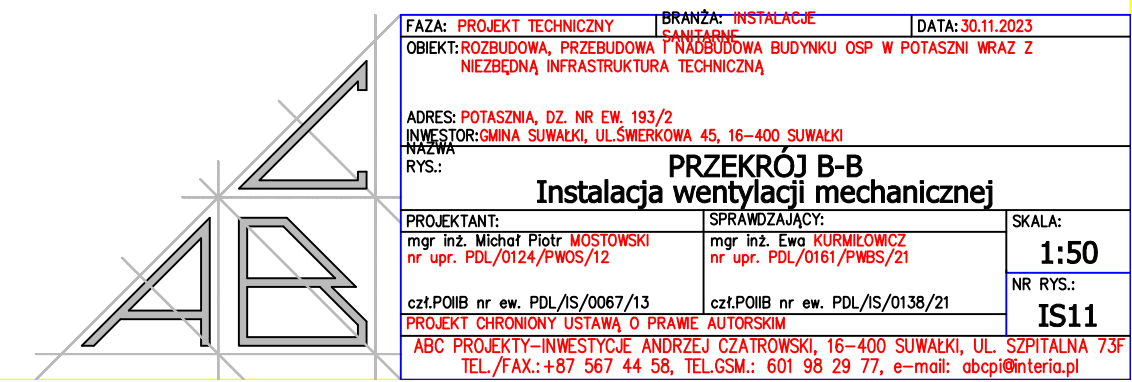 FAZA: PROJEKT TECHNICZNY
BRANŻA: INSTALACJE
SANITARNE
DATA: 30.11.2023
OBIEKT: ROZBUDOWA, PRZEBUDOWA I NADBUDOWA BUDYNKU OSP W POTASZNI WRAZ Z
NIEZBĘDNĄ INFRASTRUKTURA TECHNICZNĄ
ADRES: POTASZNIA, DZ. NR EW. 193/2
INWESTOR: GMINA SUWAŁKI, UL.ŚWIERKOWA 45, 16-400 SUWAŁKI
NAZWA
RYS.:
PRZEKRÓJ B-B
Instalacja wentylacji mechanicznej
PROJEKTANT:
mgr inż. Michał Piotr MOSTOWSKI
nr upr. PDL/0124/PWOS/12
czł.POIIB nr ew. PDL/IS/0067/13
SPRAWDZAJĄCY:
mgr inż. Ewa KURMIŁOWICZ
nr upr. PDL/0161/PWBS/21
czł.POIIB nr ew. PDL/IS/0138/21
SKALA:
1:50
NR RYS.:
IS11
PROJEKT CHRONIONY USTAWĄ O PRAWIE AUTORSKIM
ABC PROJEKTY-INWESTYCJE ANDRZEJ CZATROWSKI, 16-400 SUWAŁKI, UL. SZPITALNA 73F
TEL./FAX.:+87 567 44 58, TEL.GSM.: 601 98 29 77, e-mail: abcpi@interia.pl
C
AB